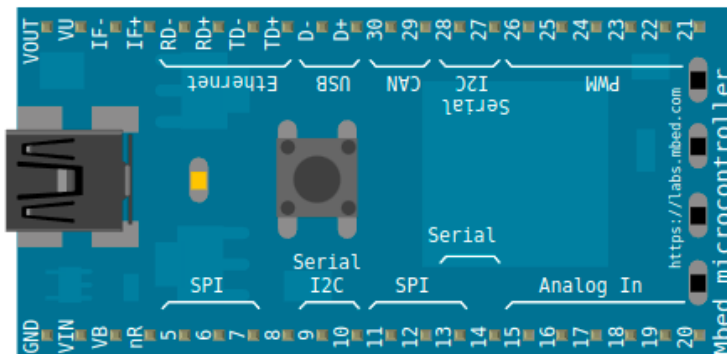 VOUT VU IF- IF+ RD- RD+ TD- TD+ D- D+ 30 29 28 27 26 25 24 23 22 21
Ethernet USB CAN I2C PWM
Serial
https://labs.mbed.com
Mbed microcontroller
Serial
Serial
SPI I2C SPI Analog In
GND VIN VB nR 5 6 7 8 9 10 11 12 13 14 15 16 17 18 19 20